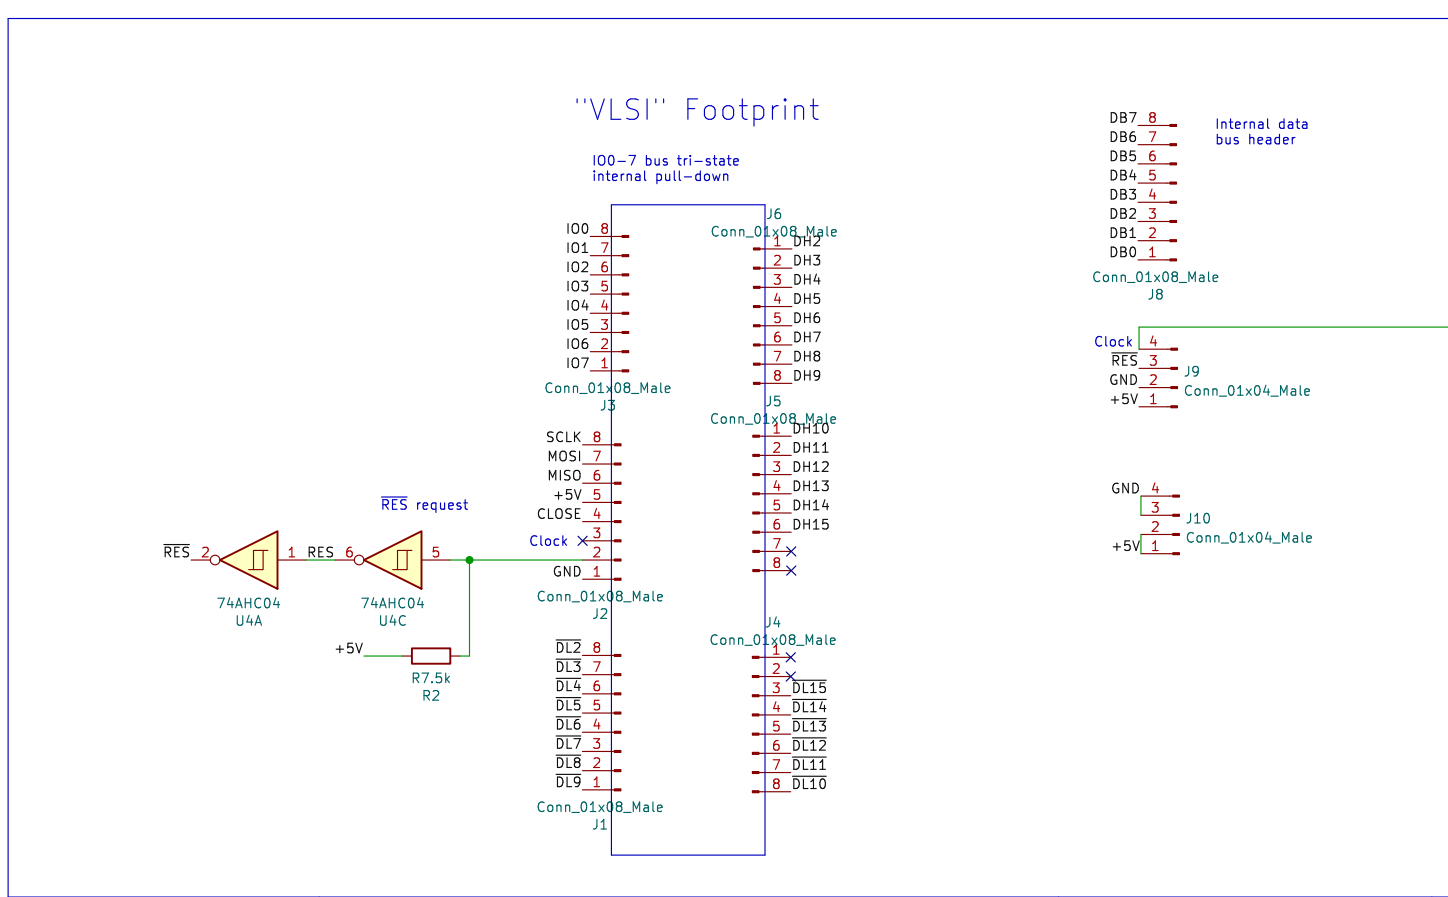 "VLSI" Footprint
IO0-7 bus tri-state
internal pull-down
IO0 8
IO1 7
IO2 6
IO3 5
IO4 4
IO5 3
IO6 2
IO7 1
Conn_01x08_Male
J3
SCLK 8
MOSI 7
MISO 6
+5V 5
CLOSE 4
Clock 3
2
GND 1
Conn_01x08_Male
J2
RES request
RES 2
1 RES 6
5
74AHC04
U4A
74AHC04
U4C
+5V
R7.5k
R2
DL2 8
DL3 7
DL4 6
DL5 5
DL6 4
DL7 3
DL8 2
DL9 1
Conn_01x08_Male
J1
J6
Conn_01x08_Male
1 DH2
2 DH3
3 DH4
4 DH5
5 DH6
6 DH7
7 DH8
8 DH9
J5
Conn_01x08_Male
1 DH10
2 DH11
3 DH12
4 DH13
5 DH14
6 DH15
7
8
J4
Conn_01x08_Male
1
2
3 DL15
4 DL14
5 DL13
6 DL12
7 DL11
8 DL10
DB7 8
DB6 7
DB5 6
DB4 5
DB3 4
DB2 3
DB1 2
DB0 1
Conn_01x08_Male
J8
Internal data
bus header
Clock 4
RES 3
GND 2
+5V 1
J9
Conn_01x04_Male
GND 4
3
2
+5V 1
J10
Conn_01x04_Male